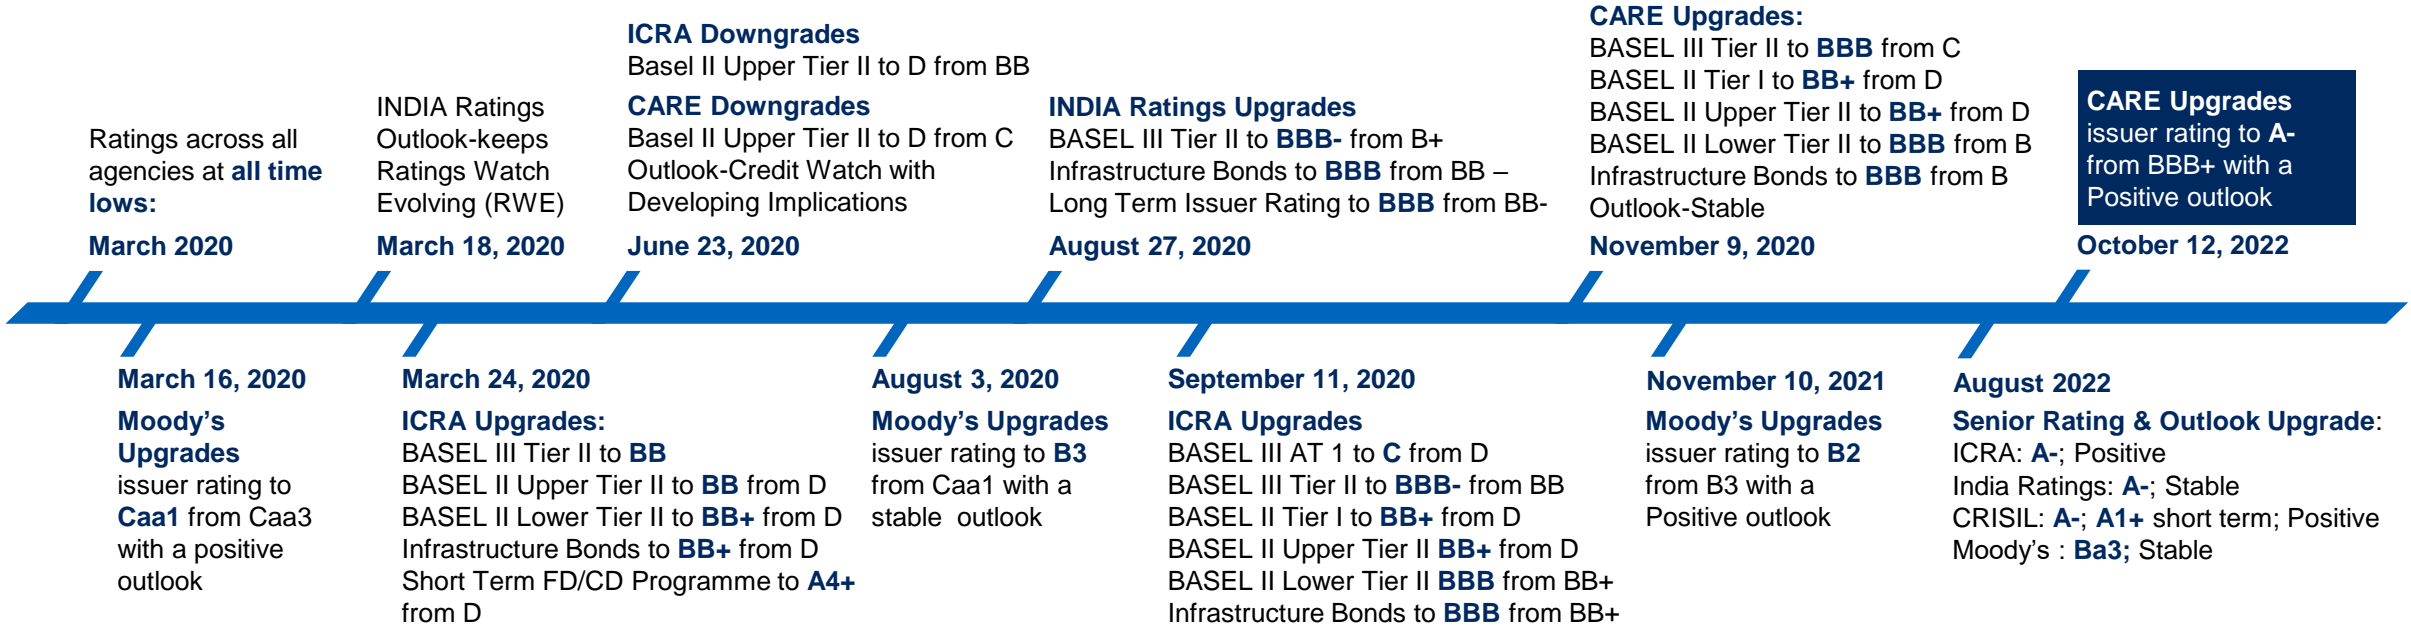 Ratings across all
agencies at all time
lows:
March 2020
INDIA Ratings
Outlook-keeps
Ratings Watch
Evolving (RWE)
March 18, 2020
ICRA Downgrades
Basel II Upper Tier II to D from BB
CARE Downgrades
Basel II Upper Tier II to D from C
Outlook-Credit Watch with
Developing Implications
June 23, 2020
INDIA Ratings Upgrades
BASEL III Tier II to BBB- from B+
Infrastructure Bonds to BBB from BB –
Long Term Issuer Rating to BBB from BB-
August 27, 2020
CARE Upgrades:
BASEL III Tier II to BBB from C
BASEL II Tier I to BB+ from D
BASEL II Upper Tier II to BB+ from D
BASEL II Lower Tier II to BBB from B
Infrastructure Bonds to BBB from B
Outlook-Stable
November 9, 2020
CARE Upgrades
issuer rating to A-
from BBB+ with a
Positive outlook
October 12, 2022
March 16, 2020
Moody’s
Upgrades
issuer rating to
Caa1 from Caa3
with a positive
outlook
March 24, 2020
ICRA Upgrades:
BASEL III Tier II to BB
BASEL II Upper Tier II to BB from D
BASEL II Lower Tier II to BB+ from D
Infrastructure Bonds to BB+ from D
Short Term FD/CD Programme to A4+
from D
August 3, 2020
Moody’s Upgrades
issuer rating to B3
from Caa1 with a
stable outlook
September 11, 2020
ICRA Upgrades
BASEL III AT 1 to C from D
BASEL III Tier II to BBB- from BB
BASEL II Tier I to BB+ from D
BASEL II Upper Tier II BB+ from D
BASEL II Lower Tier II BBB from BB+
Infrastructure Bonds to BBB from BB+
November 10, 2021
Moody’s Upgrades
issuer rating to B2
from B3 with a
Positive outlook
August 2022
Senior Rating & Outlook Upgrade:
ICRA: A-; Positive
India Ratings: A-; Stable
CRISIL: A-; A1+ short term; Positive
Moody’s : Ba3; Stable